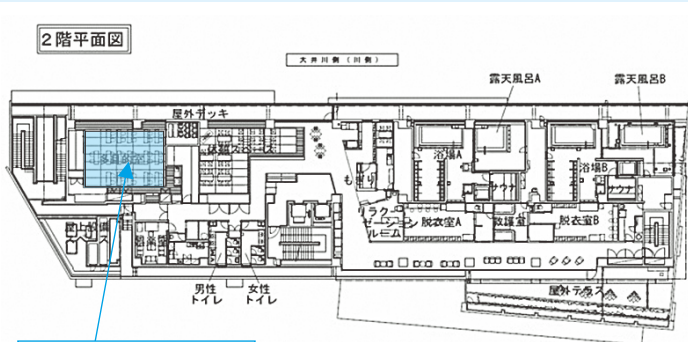 2階平面図
大井川側（川側）
露天風呂A
露天風呂B
屋外デッキ
浴場A
浴場B
サウナ
サウナ
リラク
ゼーション
ルーム
脱衣室A
救護室
脱衣室B
男性
トイレ
女性
トイレ
屋外テラス